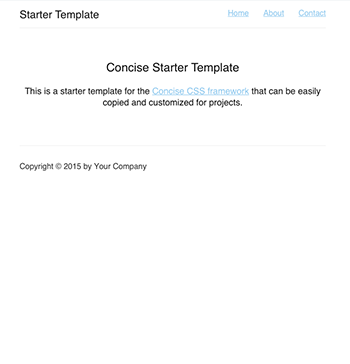 Starter Template
Home About Contact
Concise Starter Template
This is a starter template for the Concise CSS framework that can be easily
copied and customized for projects.
Copyright © 2015 by Your Company